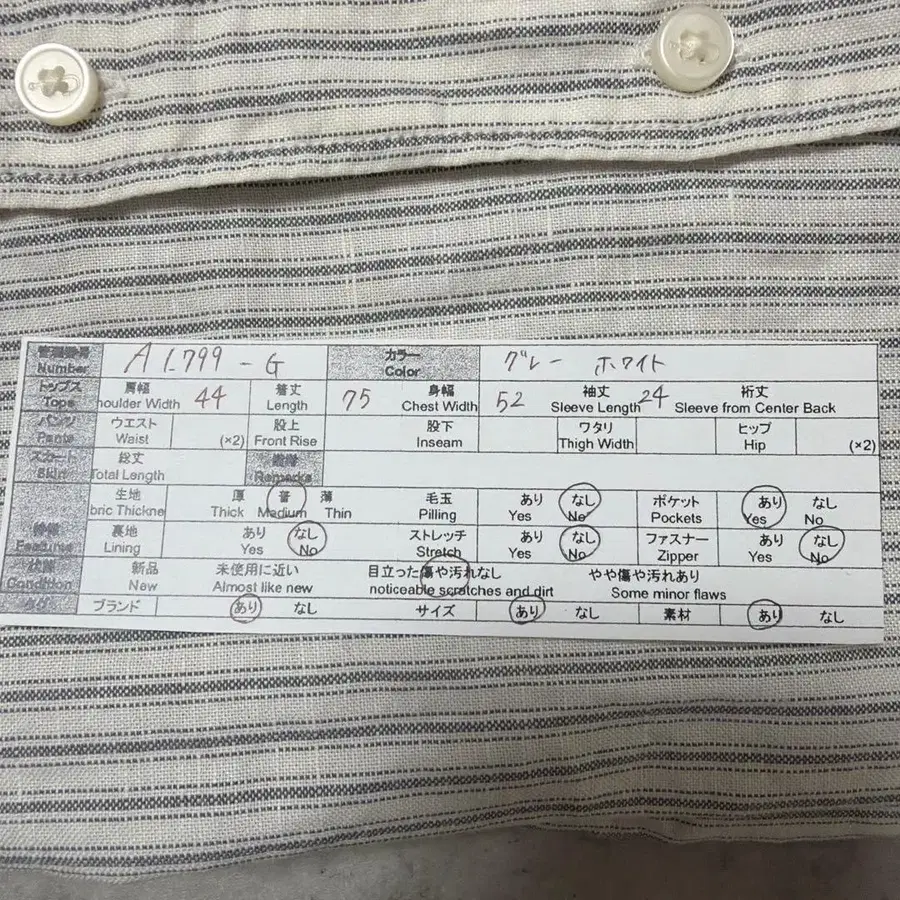 管理番号 Number A1799-G カラー Color グレー ホワイト
トップス Tops 肩幅 houlder Width 44 着丈 Length 75 身幅 Chest Width 52 袖丈 Sleeve Length 24 裄丈 Sleeve from Center Back
パンツ Pants ウエスト Waist (×2) 股上 Front Rise 股下 Inseam ワタリ Thigh Width ヒップ Hip (×2)
スカート Skirt 総丈 Total Length 備考 Remarks
生地 bric Thickne 厚 Thick 普 Medium 薄 Thin 毛玉 Pilling あり Yes なし No ポケット Pockets あり Yes なし No
特徴 Features 裏地 Lining あり Yes なし No ストレッチ Stretch あり Yes なし No ファスナー Zipper あり Yes なし No
状態 Condition 新品 New 未使用に近い Almost like new 目立った傷や汚れなし noticeable scratches and dirt やや傷や汚れあり Some minor flaws
タグ ブランド あり なし サイズ あり なし 素材 あり なし